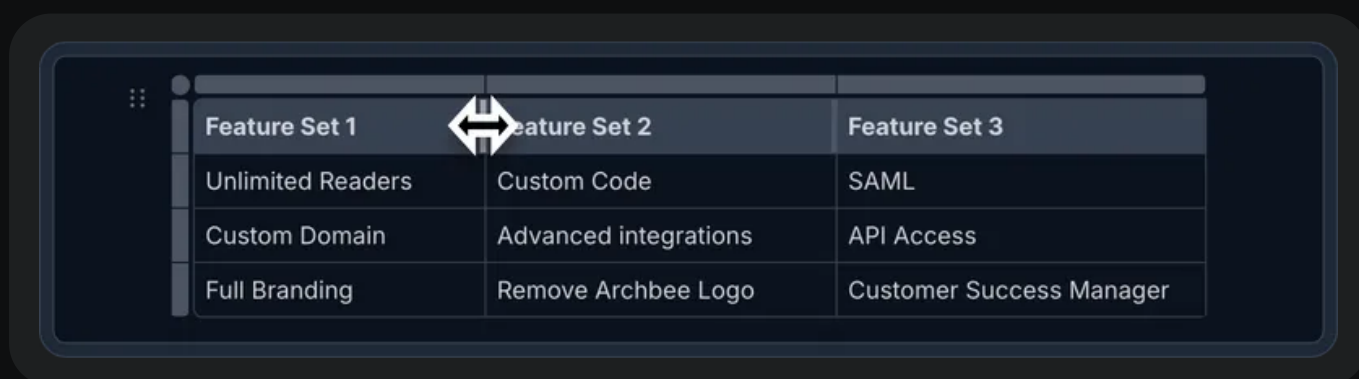 Feature Set 1 eature Set 2 Feature Set 3
Unlimited Readers Custom Code SAML
Custom Domain Advanced integrations API Access
Full Branding Remove Archbee Logo Customer Success Manager